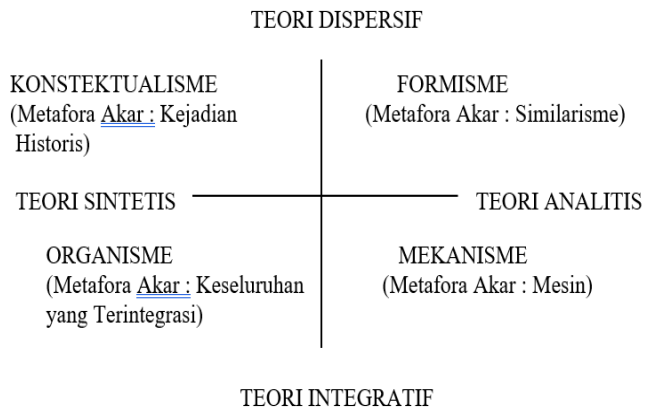 TEORI DISPERSIF
KONSTEKTUALISME
(Metafora Akar : Kejadian
Historis)
FORMISME
(Metafora Akar : Similarisme)
TEORI SINTETIS
TEORI ANALITIS
ORGANISME
(Metafora Akar : Keseluruhan
yang Terintegrasi)
MEKANISME
(Metafora Akar : Mesin)
TEORI INTEGRATIF